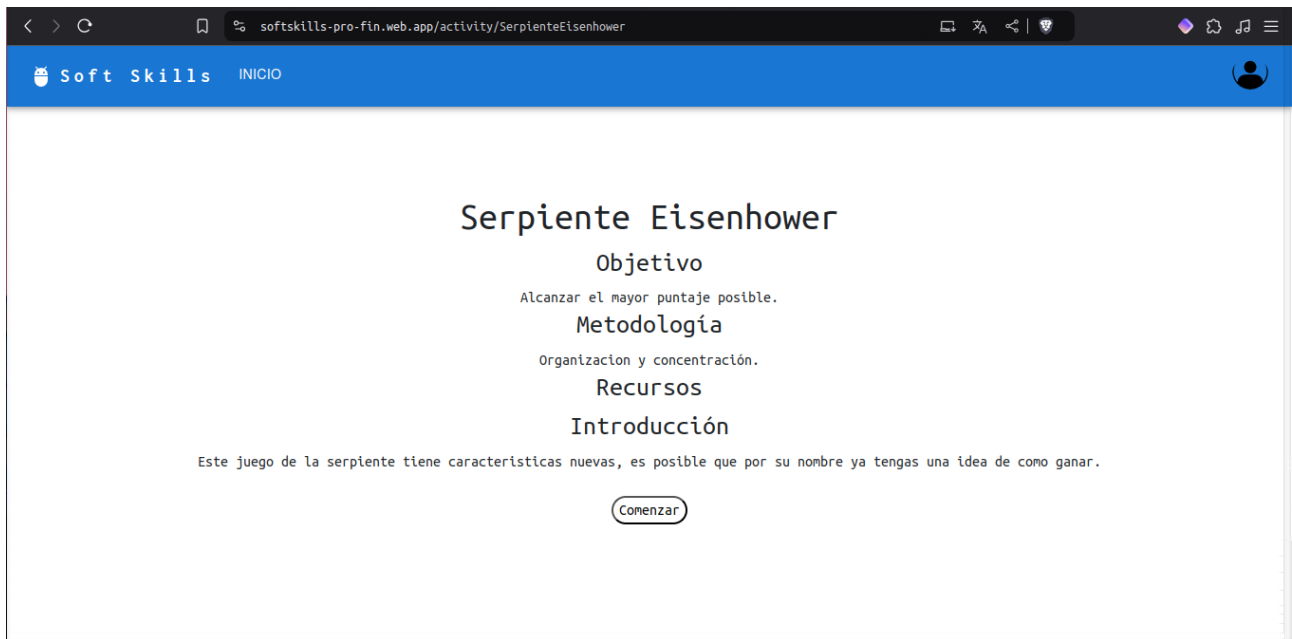 softskills-pro-fin.web.app/activity/SerpienteEisenhower
Soft Skills INICIO
Serpiente Eisenhower
Objetivo
Alcanzar el mayor puntaje posible.
Metodología
Organizacion y concentración.
Recursos
Introducción
Este juego de la serpiente tiene caracteristicas nuevas, es posible que por su nombre ya tengas una idea de como ganar.
Comenzar